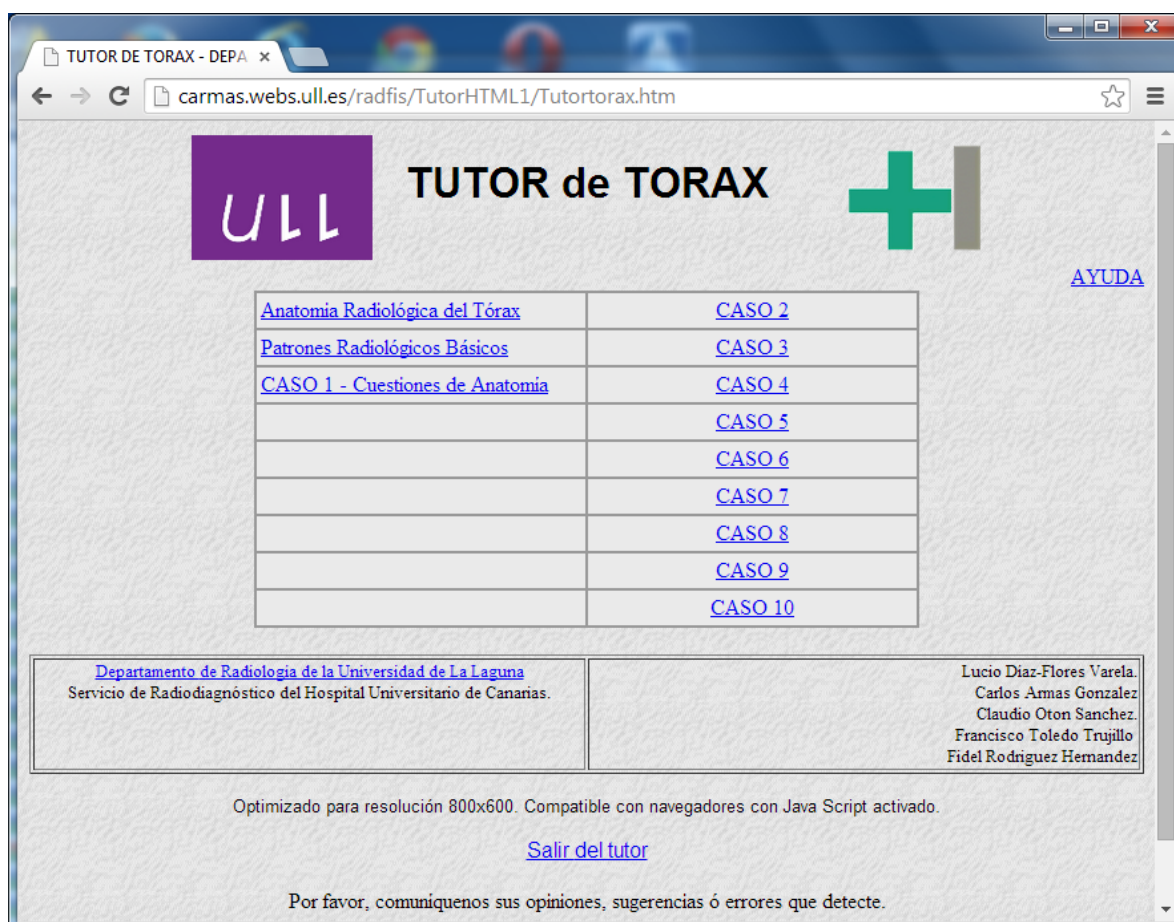 TUTOR DE TORAX - DEPA
carmas.webs.ull.es/radfis/TutorHTML1/Tutortorax.htm
ULL
TUTOR de TORAX
AYUDA
Anatomía Radiológica del Tórax
CASO 2
Patrones Radiológicos Básicos
CASO 3
CASO 1 - Cuestiones de Anatomía
CASO 4
CASO 5
CASO 6
CASO 7
CASO 8
CASO 9
CASO 10
Departamento de Radiología de la Universidad de La Laguna
Servicio de Radiodiagnóstico del Hospital Universitario de Canarias.
Lucio Diaz-Flores Varela.
Carlos Armas Gonzalez
Claudio Oton Sanchez.
Francisco Toledo Trujillo
Fidel Rodriguez Hernandez
Optimizado para resolución 800x600. Compatible con navegadores con Java Script activado.
Salir del tutor
Por favor, comuníquenos sus opiniones, sugerencias ó errores que detecte.